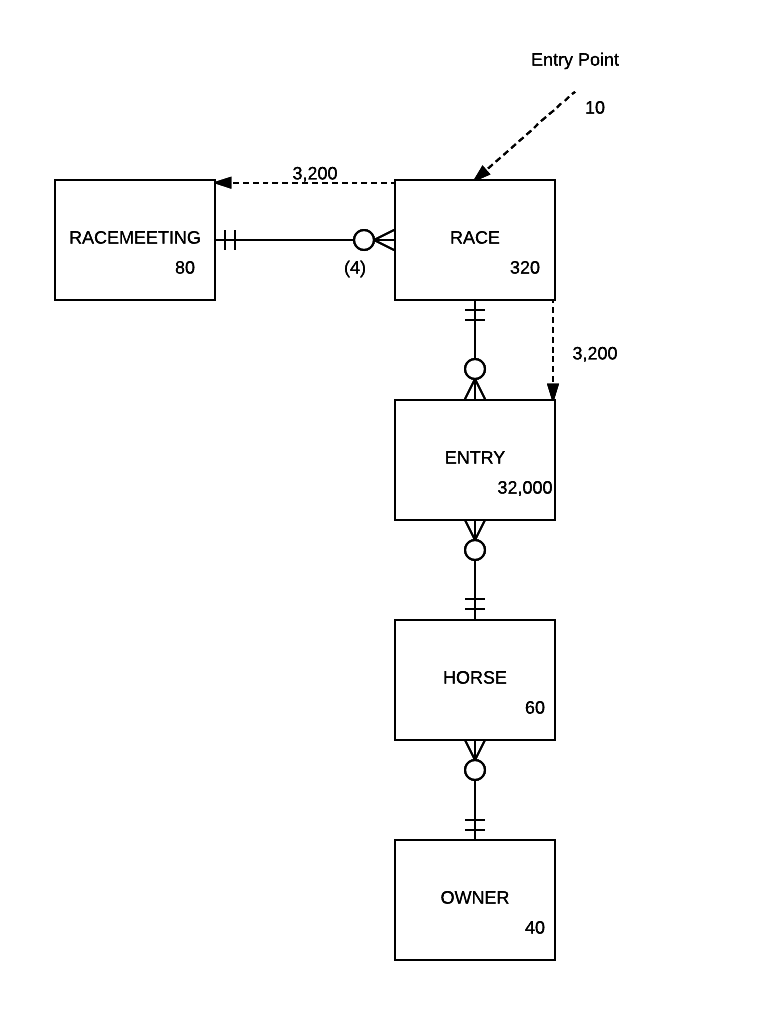 Entry Point
10
3,200
RACEMEETING
80
(4)
RACE
320
3,200
ENTRY
32,000
HORSE
60
OWNER
40